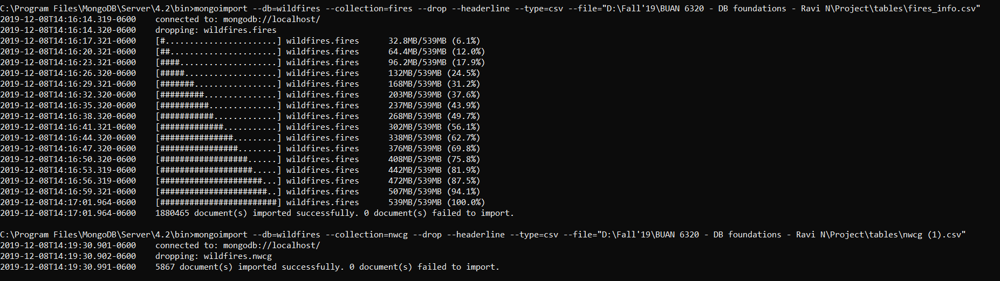 C:\Program Files\MongoDB\Server\4.2\bin>mongoimport --db=wildfires --collection=fires --drop --headerline --type=csv --file="D:\Fall'19\BUAN 6320 - DB foundations - Ravi N\Project\tables\fires_info.csv"
2019-12-08T14:16:14.319-0600    connected to: mongodb://localhost/
2019-12-08T14:16:14.320-0600    dropping: wildfires.fires
2019-12-08T14:16:17.321-0600    [#.......................] wildfires.fires      32.8MB/539MB (6.1%)
2019-12-08T14:16:20.321-0600    [##......................] wildfires.fires      64.4MB/539MB (12.0%)
2019-12-08T14:16:23.321-0600    [####....................] wildfires.fires      96.2MB/539MB (17.9%)
2019-12-08T14:16:26.320-0600    [#####...................] wildfires.fires      132MB/539MB (24.5%)
2019-12-08T14:16:29.321-0600    [#######.................] wildfires.fires      168MB/539MB (31.2%)
2019-12-08T14:16:32.320-0600    [#########...............] wildfires.fires      203MB/539MB (37.6%)
2019-12-08T14:16:35.320-0600    [##########..............] wildfires.fires      237MB/539MB (43.9%)
2019-12-08T14:16:38.320-0600    [###########.............] wildfires.fires      268MB/539MB (49.7%)
2019-12-08T14:16:41.321-0600    [#############...........] wildfires.fires      302MB/539MB (56.1%)
2019-12-08T14:16:44.320-0600    [###############.........] wildfires.fires      338MB/539MB (62.7%)
2019-12-08T14:16:47.320-0600    [################........] wildfires.fires      376MB/539MB (69.8%)
2019-12-08T14:16:50.320-0600    [##################......] wildfires.fires      408MB/539MB (75.8%)
2019-12-08T14:16:53.319-0600    [###################.....] wildfires.fires      442MB/539MB (81.9%)
2019-12-08T14:16:56.319-0600    [#####################...] wildfires.fires      472MB/539MB (87.5%)
2019-12-08T14:16:59.321-0600    [######################..] wildfires.fires      507MB/539MB (94.1%)
2019-12-08T14:17:01.964-0600    [########################] wildfires.fires      539MB/539MB (100.0%)
2019-12-08T14:17:01.964-0600    1880465 document(s) imported successfully. 0 document(s) failed to import.
C:\Program Files\MongoDB\Server\4.2\bin>mongoimport --db=wildfires --collection=nwcg --drop --headerline --type=csv --file="D:\Fall'19\BUAN 6320 - DB foundations - Ravi N\Project\tables\nwcg (1).csv"
2019-12-08T14:19:30.901-0600    connected to: mongodb://localhost/
2019-12-08T14:19:30.902-0600    dropping: wildfires.nwcg
2019-12-08T14:19:30.991-0600    5867 document(s) imported successfully. 0 document(s) failed to import.